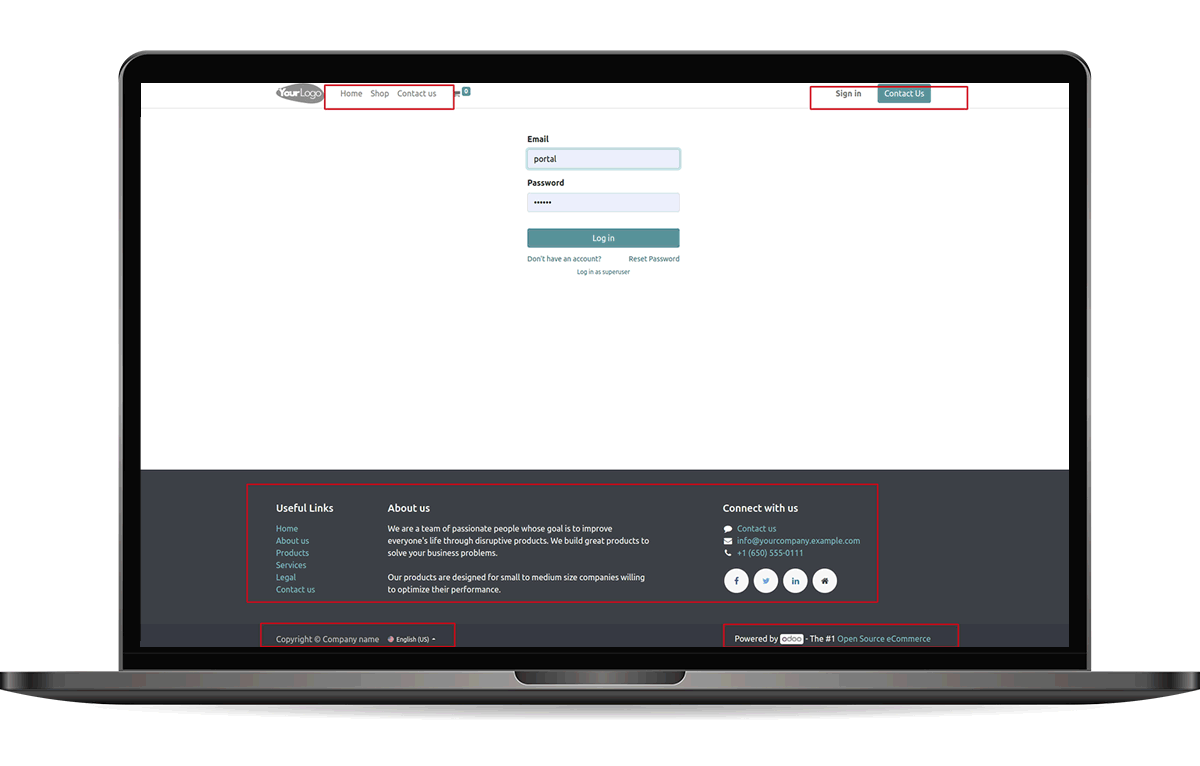 YourLogo Home Shop Contact us 0 Sign in Contact Us
Email
portal
Password
••••••
Log in
Don't have an account? Reset Password
Log in as superuser
Useful Links
Home
About us
Products
Services
Legal
Contact us
About us
We are a team of passionate people whose goal is to improve
everyone's life through disruptive products. We build great products to
solve your business problems.
Our products are designed for small to medium size companies willing
to optimize their performance.
Connect with us
Contact us
info@yourcompany.example.com
+1 (650) 555-0111
Copyright © Company name English (US)
Powered by odoo - The #1 Open Source eCommerce